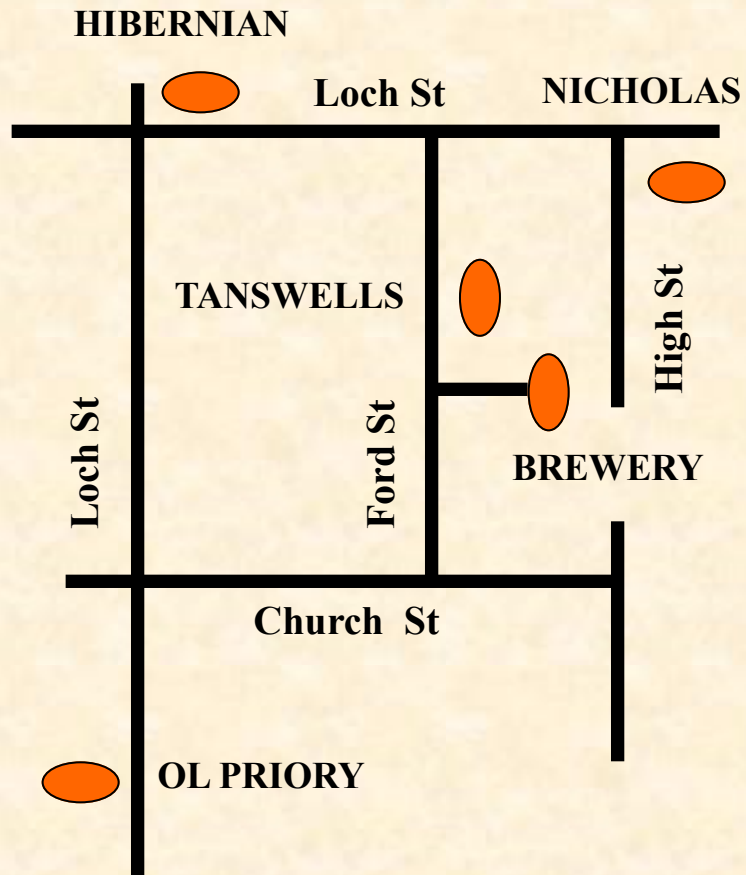 HIBERNIAN
Loch St
NICHOLAS
TANSWELLS
High St
Loch St
Ford St
BREWERY
Church St
OL PRIORY